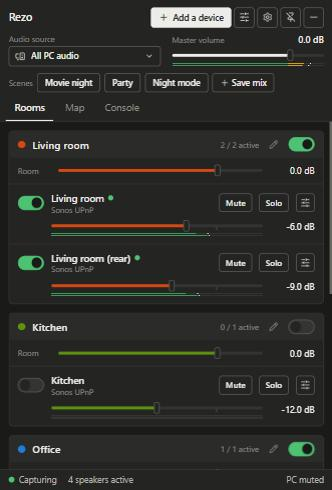 Rezo
+ Add a device
Audio source
Master volume 0.0 dB
All PC audio
Scenes Movie night Party Night mode + Save mix
Rooms Map Console
Living room 2 / 2 active
Room 0.0 dB
Living room
Sonos UPnP
Mute Solo
-6.0 dB
Living room (rear)
Sonos UPnP
Mute Solo
-9.0 dB
Kitchen 0 / 1 active
Room 0.0 dB
Kitchen
Sonos UPnP
Mute Solo
-12.0 dB
Office 1 / 1 active
Capturing 4 speakers active PC muted